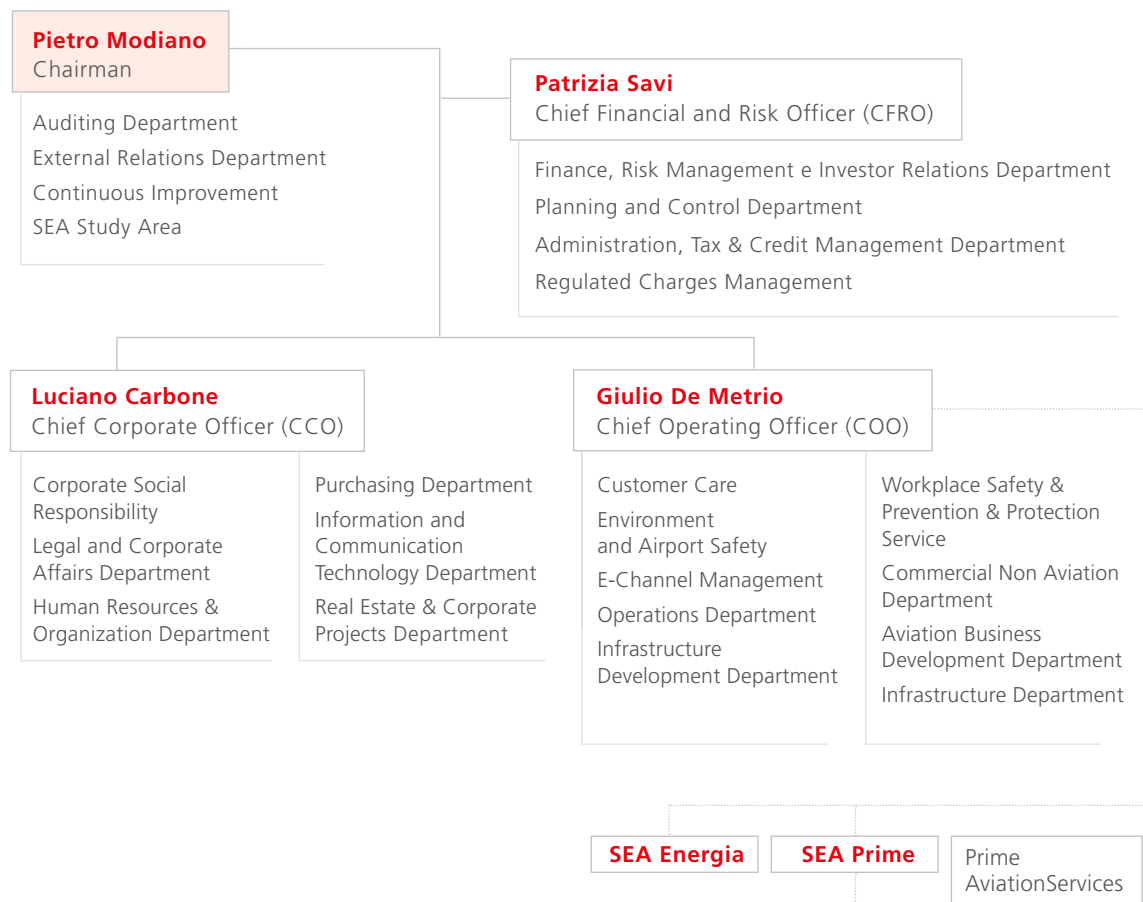 Pietro Modiano
Chairman
Auditing Department
External Relations Department
Continuous Improvement
SEA Study Area
Patrizia Savi
Chief Financial and Risk Officer (CFRO)
Finance, Risk Management e Investor Relations Department
Planning and Control Department
Administration, Tax & Credit Management Department
Regulated Charges Management
Luciano Carbone
Chief Corporate Officer (CCO)
Corporate Social
Responsibility
Legal and Corporate
Affairs Department
Human Resources &
Organization Department
Purchasing Department
Information and
Communication
Technology Department
Real Estate & Corporate
Projects Department
Giulio De Metrio
Chief Operating Officer (COO)
Customer Care
Environment
and Airport Safety
E-Channel Management
Operations Department
Infrastructure
Development Department
Workplace Safety &
Prevention & Protection
Service
Commercial Non Aviation
Department
Aviation Business
Development Department
Infrastructure Department
SEA Energia
SEA Prime
Prime
AviationServices